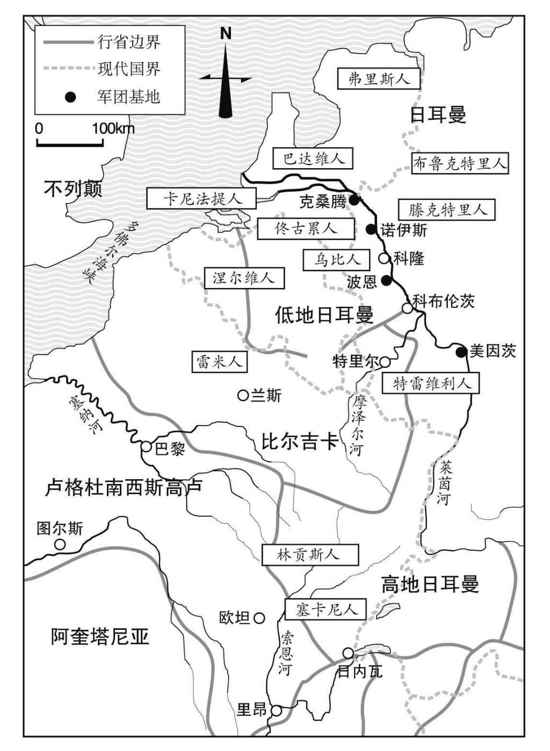 行省边界
现代国界
军团基地
0 100km
N
弗里斯人
日耳曼
巴达维人
布鲁克特里人
不列颠
卡尼法提人
克桑腾
滕克特里人
多佛尔海峡
佟古累人
诺伊斯
乌比人
科隆
涅尔维人
波恩
科布伦茨
低地日耳曼
雷米人
特里尔
美因茨
特雷维利人
兰斯
塞纳河
摩泽尔河
巴黎
比尔吉卡
莱茵河
卢格杜南西斯高卢
图尔斯
林贡斯人
高地日耳曼
塞卡尼人
欧坦
阿奎塔尼亚
索恩河
日内瓦
里昂